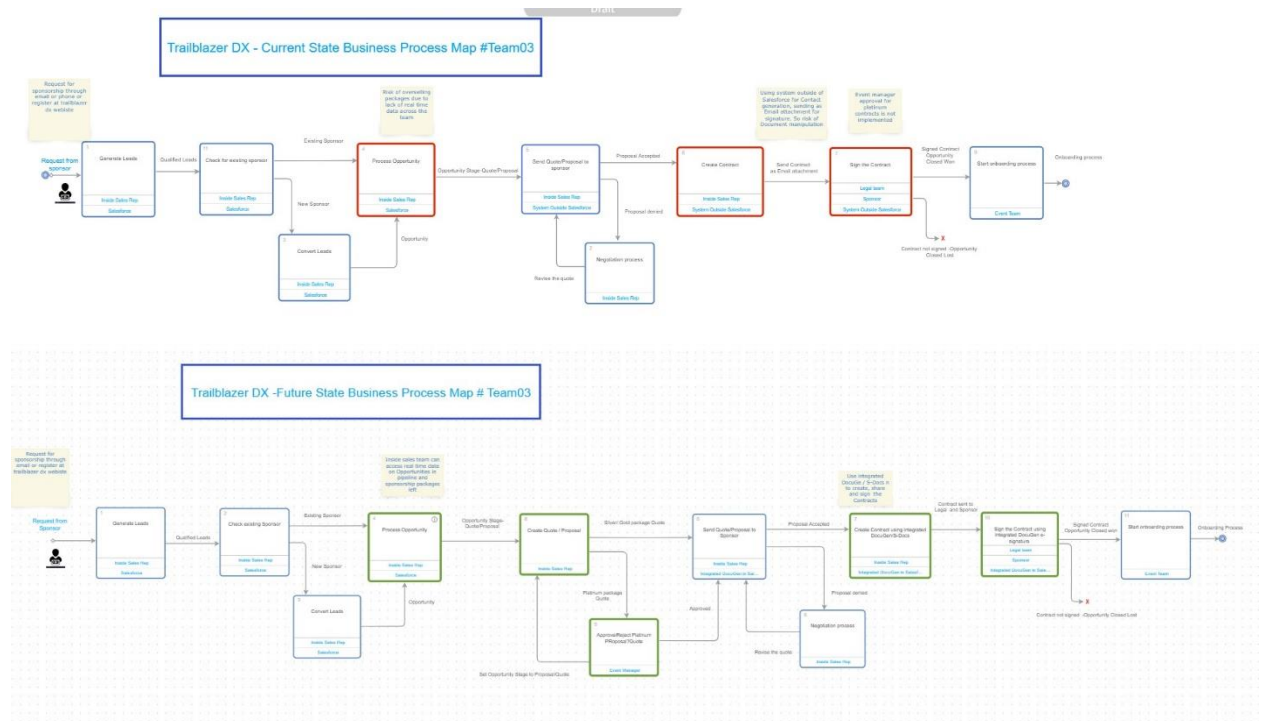 Draft
Trailblazer DX - Current State Business Process Map #Team03
Request for
sponsorship through
email or phone or
register at trailblazer
dx website
Risk of overselling
packages due to
lack of real time
data across the
team
Using system outside of
Salesforce for Contact
generation, sending as
Email attachment for
signature. So risk of
Document manipulation
Event manager
approval for
platinum
contracts is not
implemented
Request from
sponsor
Generate Leads
Inside Sales Rep
Salesforce
Qualified Leads
Check for existing sponsor
Inside Sales Rep
Salesforce
Existing Sponsor
New Sponsor
Convert Leads
Inside Sales Rep
Salesforce
Opportunity
Process Opportunity
Inside Sales Rep
Salesforce
Opportunity Stage-Quote/Proposal
Send Quote/Proposal to
sponsor
Inside Sales Rep
System Outside Salesforce
Proposal Accepted
Proposal denied
Negotiation process
Inside Sales Rep
Revise the quote
Create Contract
Inside Sales Rep
System Outside Salesforce
Send Contract
as Email attachment
Sign the Contract
Legal team
Sponsor
System Outside Salesforce
Signed Contract
Opportunity
Closed Won
Contract not signed -Opportunity
Closed Lost
Start onboarding process
Event Team
Onboarding process
Trailblazer DX -Future State Business Process Map # Team03
Request for
sponsorship through
email or register at
trailblazer dx website
Inside sales team can
access real time data
on Opportunities in
pipeline and
sponsorship packages
left
Use integrated
to create, share
and sign the
Contracts
Request from
Sponsor
Generate Leads
Inside Sales Rep
Salesforce
Qualified Leads
Check existing Sponsor
Inside Sales Rep
Salesforce
Existing Sponsor
New Sponsor
Convert Leads
Inside Sales Rep
Salesforce
Opportunity
Process Opportunity
Inside Sales Rep
Salesforce
Opportunity Stage-
Quote/Proposal
Create Quote / Proposal
Inside Sales Rep
Silver/ Gold package Quote
Platinum package
Quote
Approve/Reject Platinum
PRoposal?Quote
Event Manager
Set Opportunity Stage to Proposal/Quote
Approved
Send Quote/Proposal to
Sponsor
Inside Sales Rep
Integrated DocuGen to Sal...
Proposal Accepted
Proposal denied
Negotiation process
Inside Sales Rep
Revise the quote
Create Contract using integrated
DocuGen/S-Docs
Inside Sales Rep
Contract sent to
Legal and Sponsor
Sign the Contract using
integrated DocuGen e-
signature
Legal team
Sponsor
Signed Contract
Opportunity Closed won
Contract not signed -Opportunity Closed Lost
Start onboarding process
Event Team
Onboarding Process